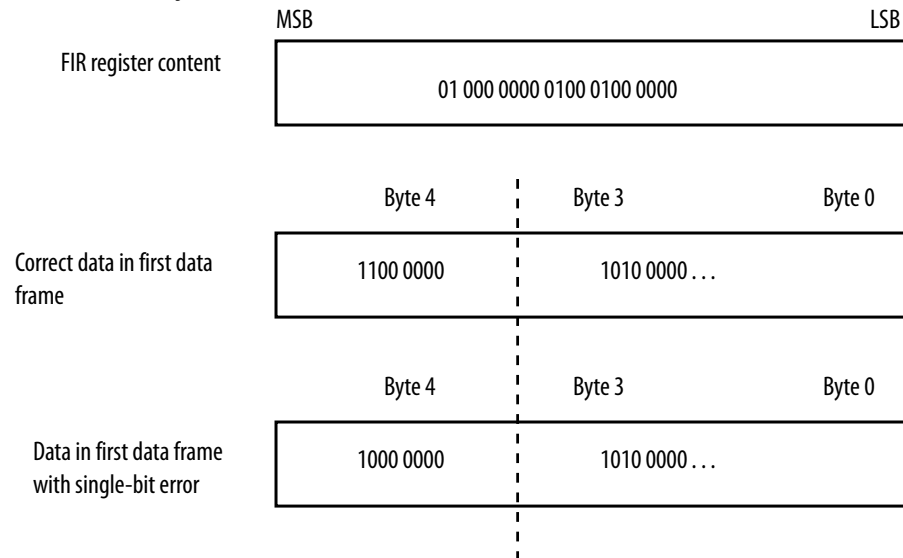 MSB LSB
FIR register content
01 000 0000 0100 0100 0000
Byte 4 Byte 3 Byte 0
Correct data in first data
frame
1100 0000 1010 0000 . . .
Byte 4 Byte 3 Byte 0
Data in first data frame
with single-bit error
1000 0000 1010 0000 . . .